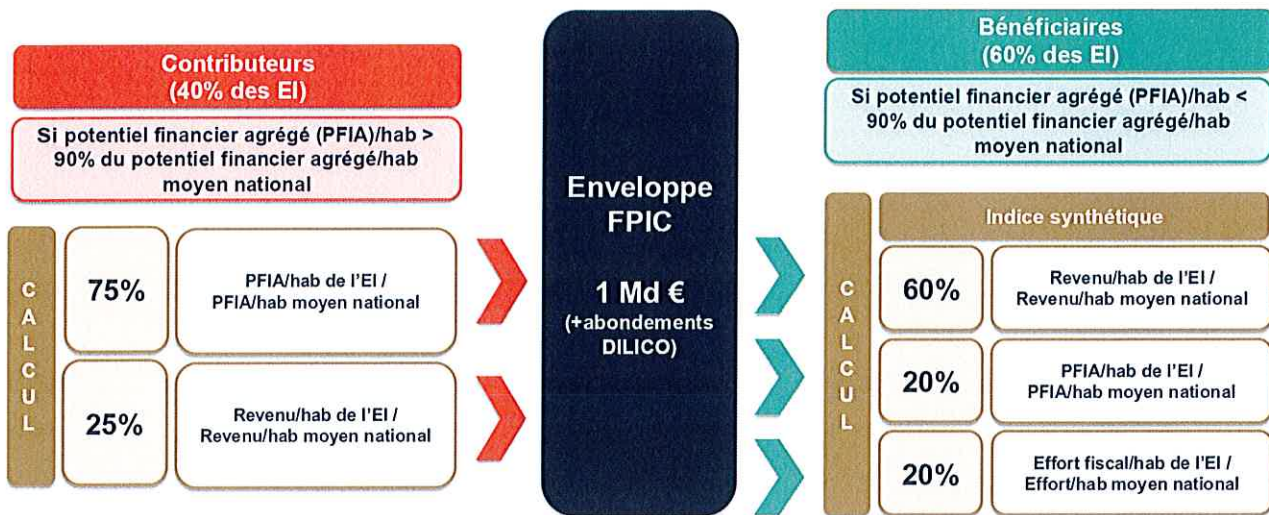 Contributeurs
(40% des EI)
Si potentiel financier agrégé (PFIA)/hab >
90% du potentiel financier agrégé/hab
moyen national
CALCUL
75%
PFIA/hab de l'EI /
PFIA/hab moyen national
25%
Revenu/hab de l'EI /
Revenu/hab moyen national
Enveloppe
FPIC
1 Md €
(+abondements
DILICO)
Bénéficiaires
(60% des EI)
Si potentiel financier agrégé (PFIA)/hab <
90% du potentiel financier agrégé/hab
moyen national
CALCUL
Indice synthétique
60%
Revenu/hab de l'EI /
Revenu/hab moyen national
20%
PFIA/hab de l'EI /
PFIA/hab moyen national
20%
Effort fiscal/hab de l'EI /
Effort/hab moyen national